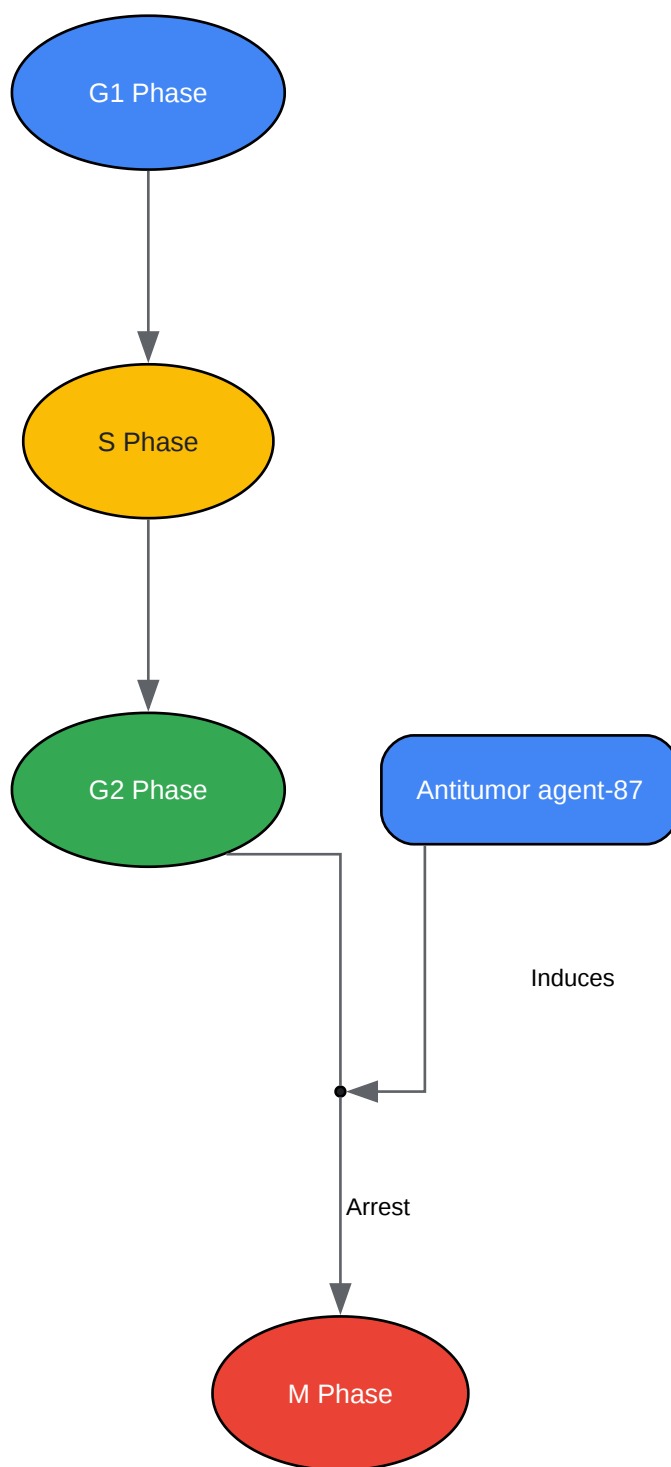 G1 Phase
S Phase
G2 Phase
Antitumor agent-87
Induces
Arrest
M Phase